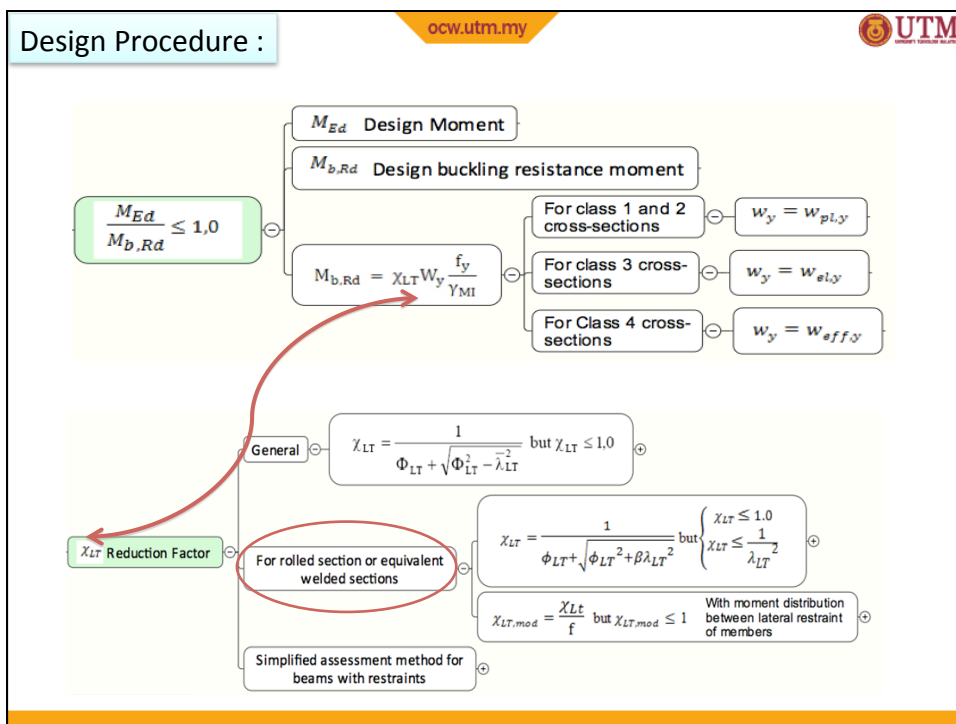 Design Procedure :
ocw.utm.my
UTM
UNIVERSITI TEKNOLOGI MALAYSIA
M_Ed Design Moment
M_b,Rd Design buckling resistance moment
M_Ed / M_b,Rd ≤ 1,0
M_b,Rd = χ_LT W_y f_y / γ_MI
For class 1 and 2
cross-sections
w_y = w_pl,y
For class 3 cross-
sections
w_y = w_el,y
For Class 4 cross-
sections
w_y = w_eff,y
χ_LT Reduction Factor
General
χ_LT = 1 / (Φ_LT + √(Φ_LT² − λ̄_LT²)) but χ_LT ≤ 1,0
For rolled section or equivalent
welded sections
χ_LT = 1 / (ϕ_LT + √(ϕ_LT² + βλ_LT²)) but { χ_LT ≤ 1.0
χ_LT ≤ 1 / λ_LT²
χ_LT,mod = χ_Lt / f but χ_LT,mod ≤ 1
With moment distribution
between lateral restraint
of members
Simplified assessment method for
beams with restraints